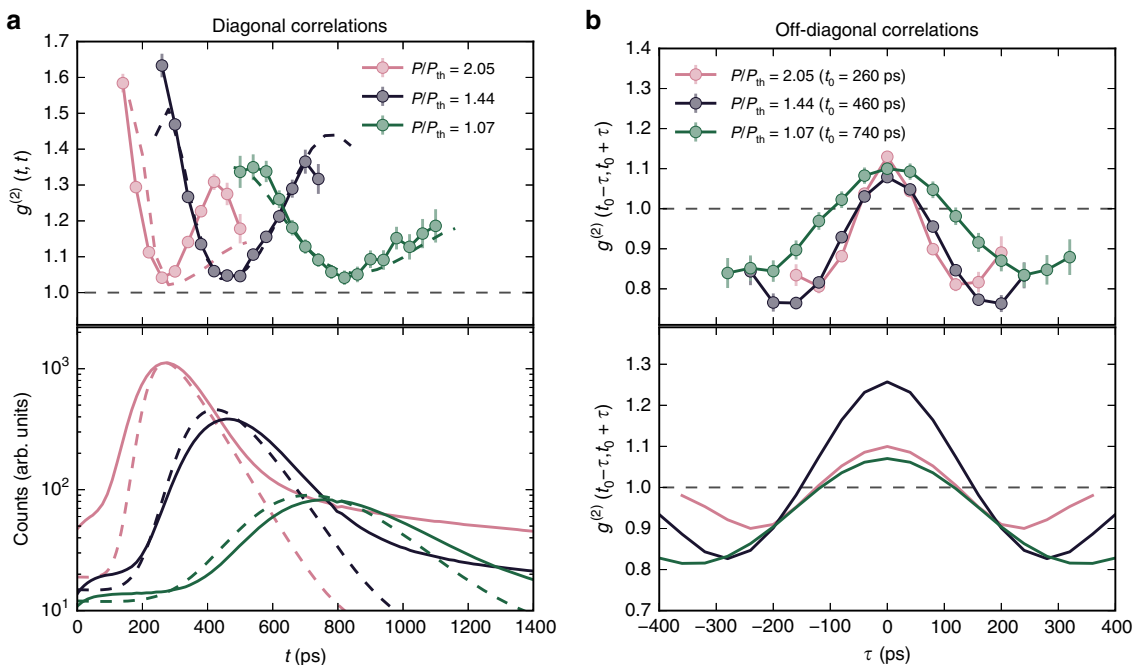 a
Diagonal correlations
1.7
1.6
1.5
1.4
1.3
1.2
1.1
1.0
g(2) (t, t)
P/Pth = 2.05
P/Pth = 1.44
P/Pth = 1.07
10³
10²
10¹
Counts (arb. units)
0 200 400 600 800 1000 1200 1400
t (ps)
b
Off-diagonal correlations
1.4
1.3
1.2
1.1
1.0
0.9
0.8
g(2) (t0 − τ, t0 + τ)
P/Pth = 2.05 (t0 = 260 ps)
P/Pth = 1.44 (t0 = 460 ps)
P/Pth = 1.07 (t0 = 740 ps)
1.3
1.2
1.1
1.0
0.9
0.8
0.7
g(2) (t0 − τ, t0 + τ)
−400 −300 −200 −100 0 100 200 300 400
τ (ps)